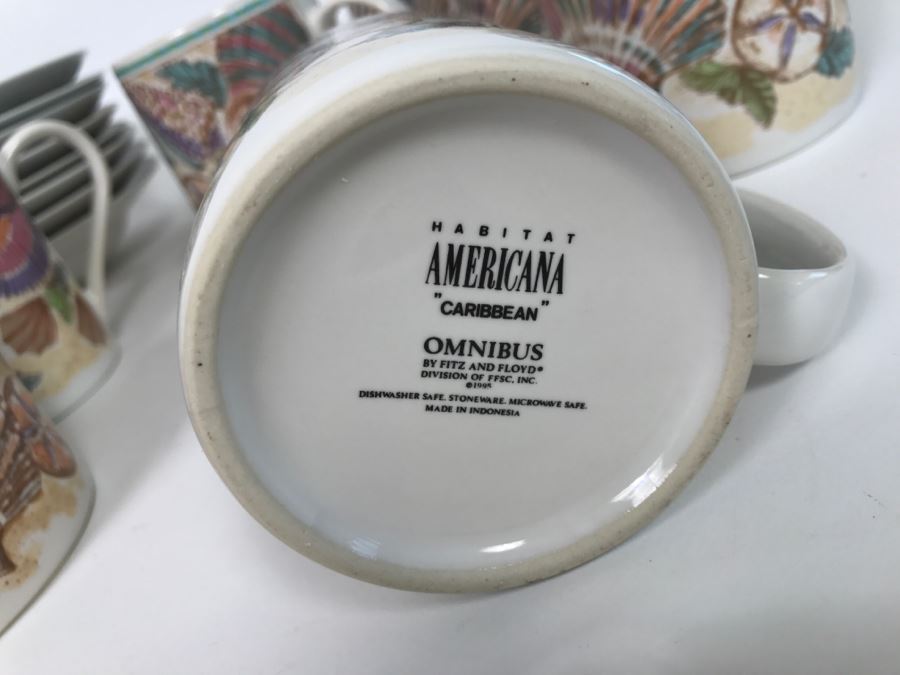 HABITAT
AMERICANA
"CARIBBEAN"
OMNIBUS
BY FITZ AND FLOYD®
DIVISION OF FFSC, INC.
©1995
DISHWASHER SAFE. STONEWARE. MICROWAVE SAFE.
MADE IN INDONESIA